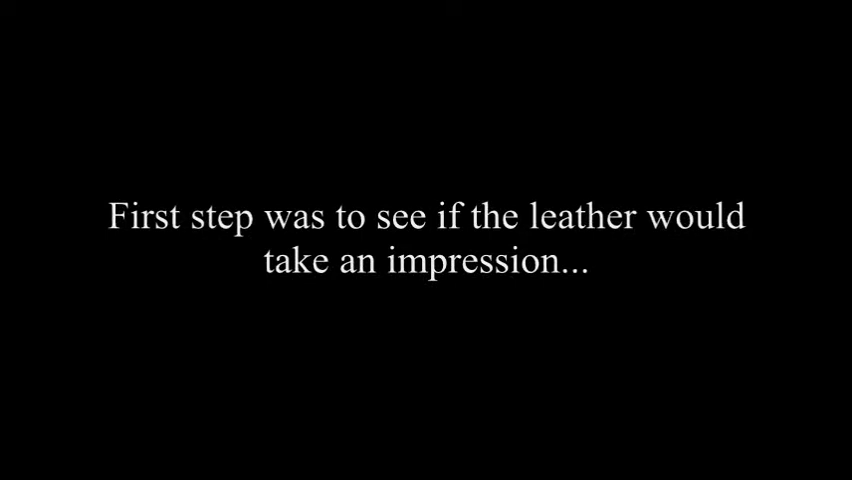 First step was to see if the leather would
take an impression...